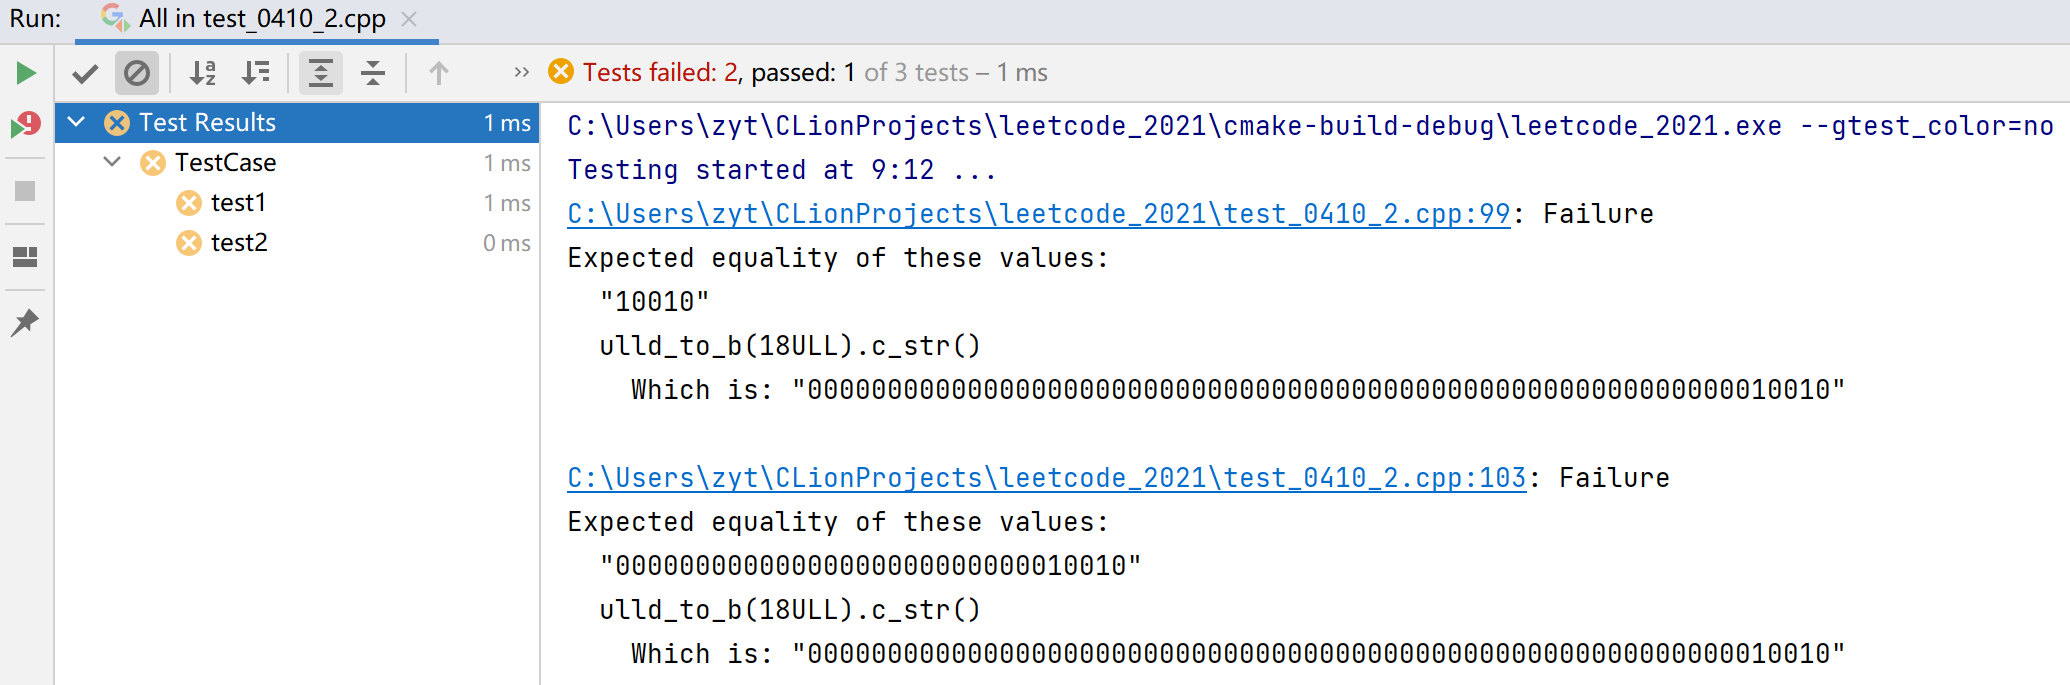 Run: All in test_0410_2.cpp
Tests failed: 2, passed: 1 of 3 tests – 1 ms
Test Results 1 ms
TestCase 1 ms
test1 1 ms
test2 0 ms
C:\Users\zyt\CLionProjects\leetcode_2021\cmake-build-debug\leetcode_2021.exe --gtest_color=no
Testing started at 9:12 ...
C:\Users\zyt\CLionProjects\leetcode_2021\test_0410_2.cpp:99: Failure
Expected equality of these values:
"10010"
ulld_to_b(18ULL).c_str()
Which is: "0000000000000000000000000000000000000000000000000000000000010010"
C:\Users\zyt\CLionProjects\leetcode_2021\test_0410_2.cpp:103: Failure
Expected equality of these values:
"00000000000000000000000000010010"
ulld_to_b(18ULL).c_str()
Which is: "0000000000000000000000000000000000000000000000000000000000010010"